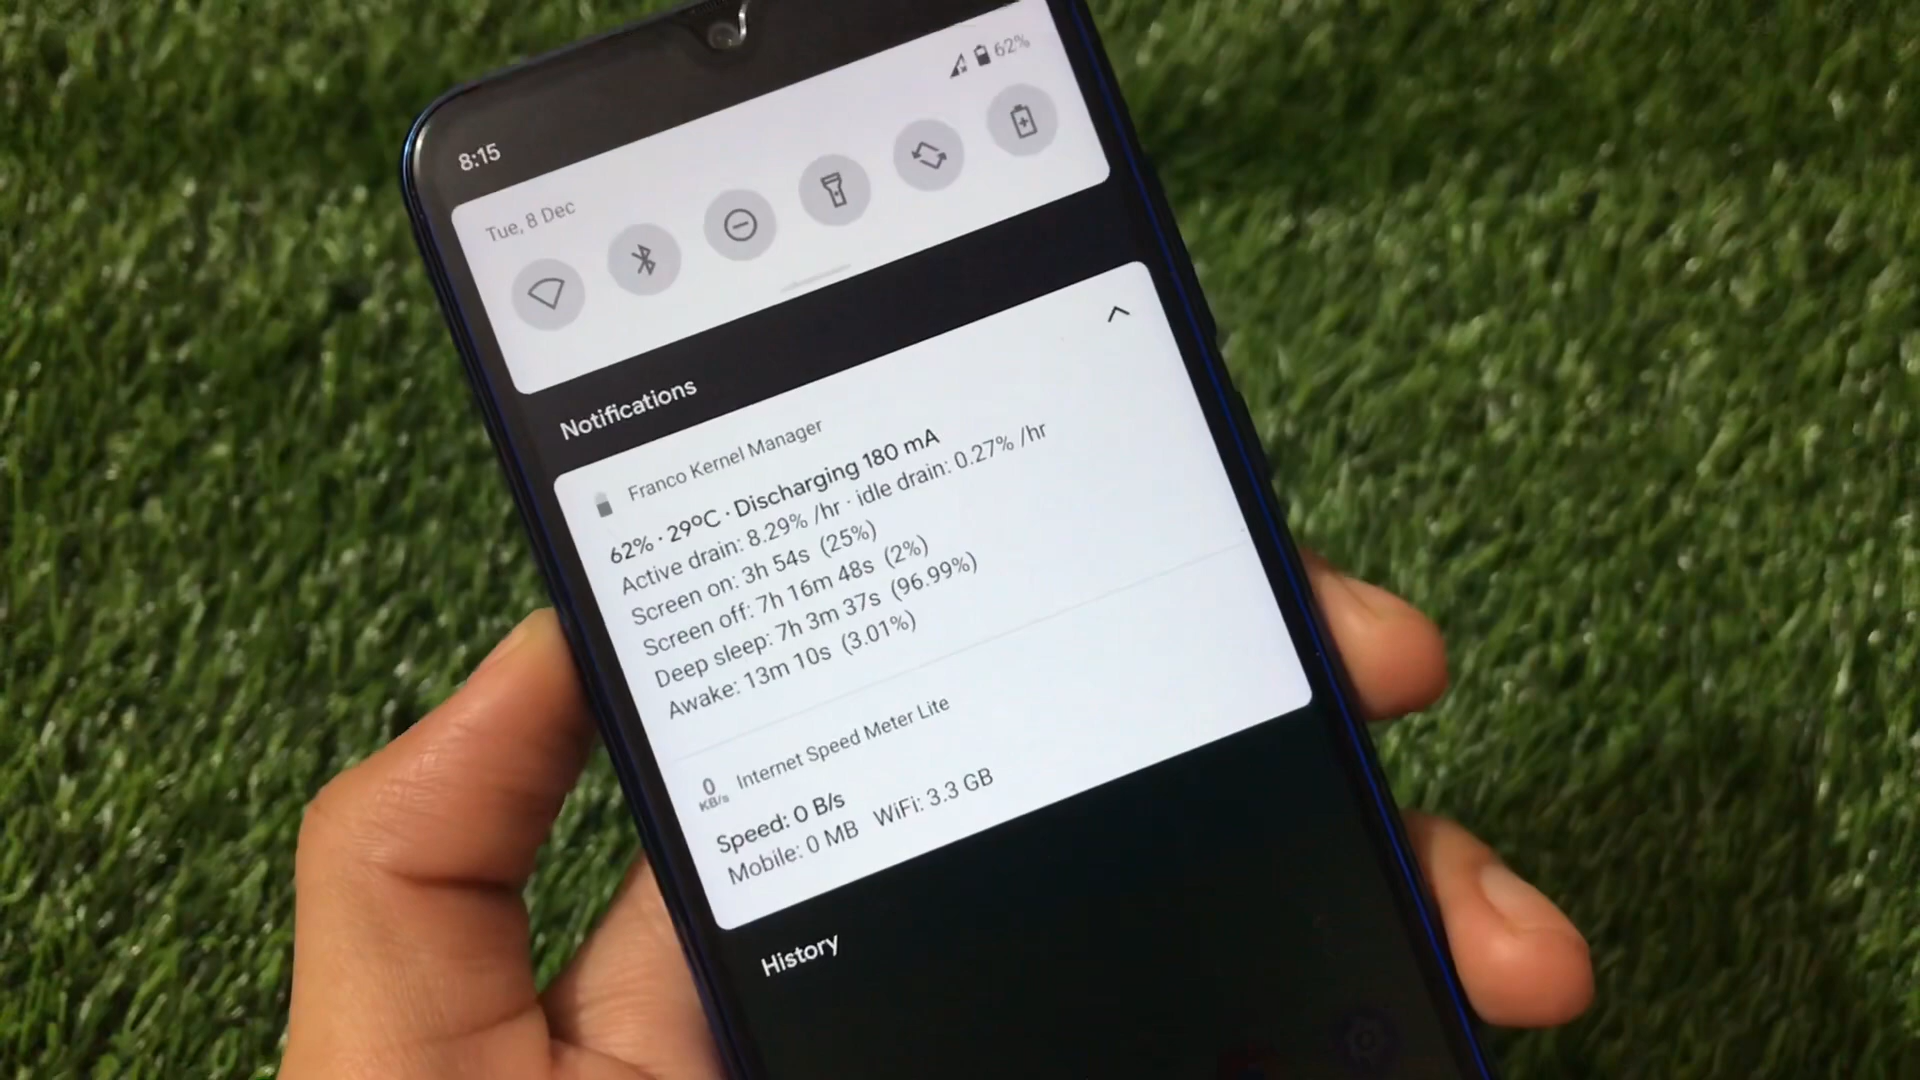 8:15
62%
Tue, 8 Dec
Notifications
Franco Kernel Manager
62% · 29°C · Discharging 180 mA
Active drain: 8.29% /hr · idle drain: 0.27% /hr
Screen on: 3h 54s (25%)
Screen off: 7h 16m 48s (2%)
Deep sleep: 7h 3m 37s (96.99%)
Awake: 13m 10s (3.01%)
0 KB/s Internet Speed Meter Lite
Speed: 0 B/s
Mobile: 0 MB WiFi: 3.3 GB
History